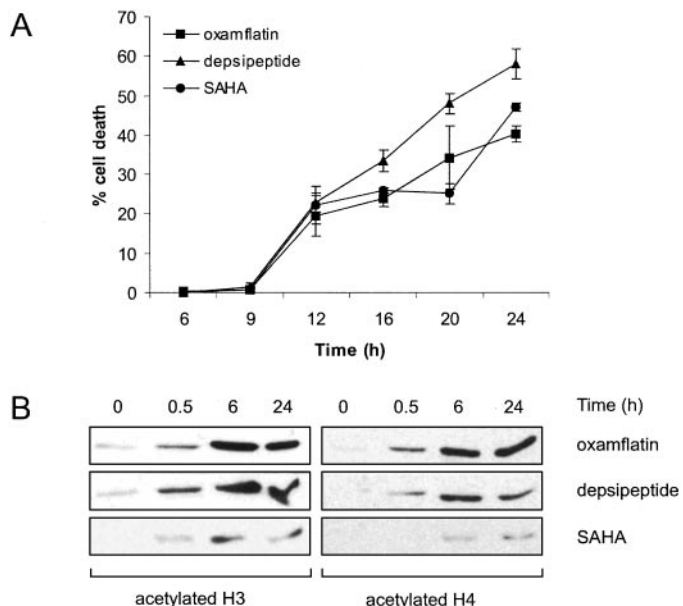 A
oxamflatin
depsipeptide
SAHA
% cell death
70
60
50
40
30
20
10
0
6 9 12 16 20 24
Time (h)
B
0 0.5 6 24 0 0.5 6 24 Time (h)
oxamflatin
depsipeptide
SAHA
acetylated H3 acetylated H4